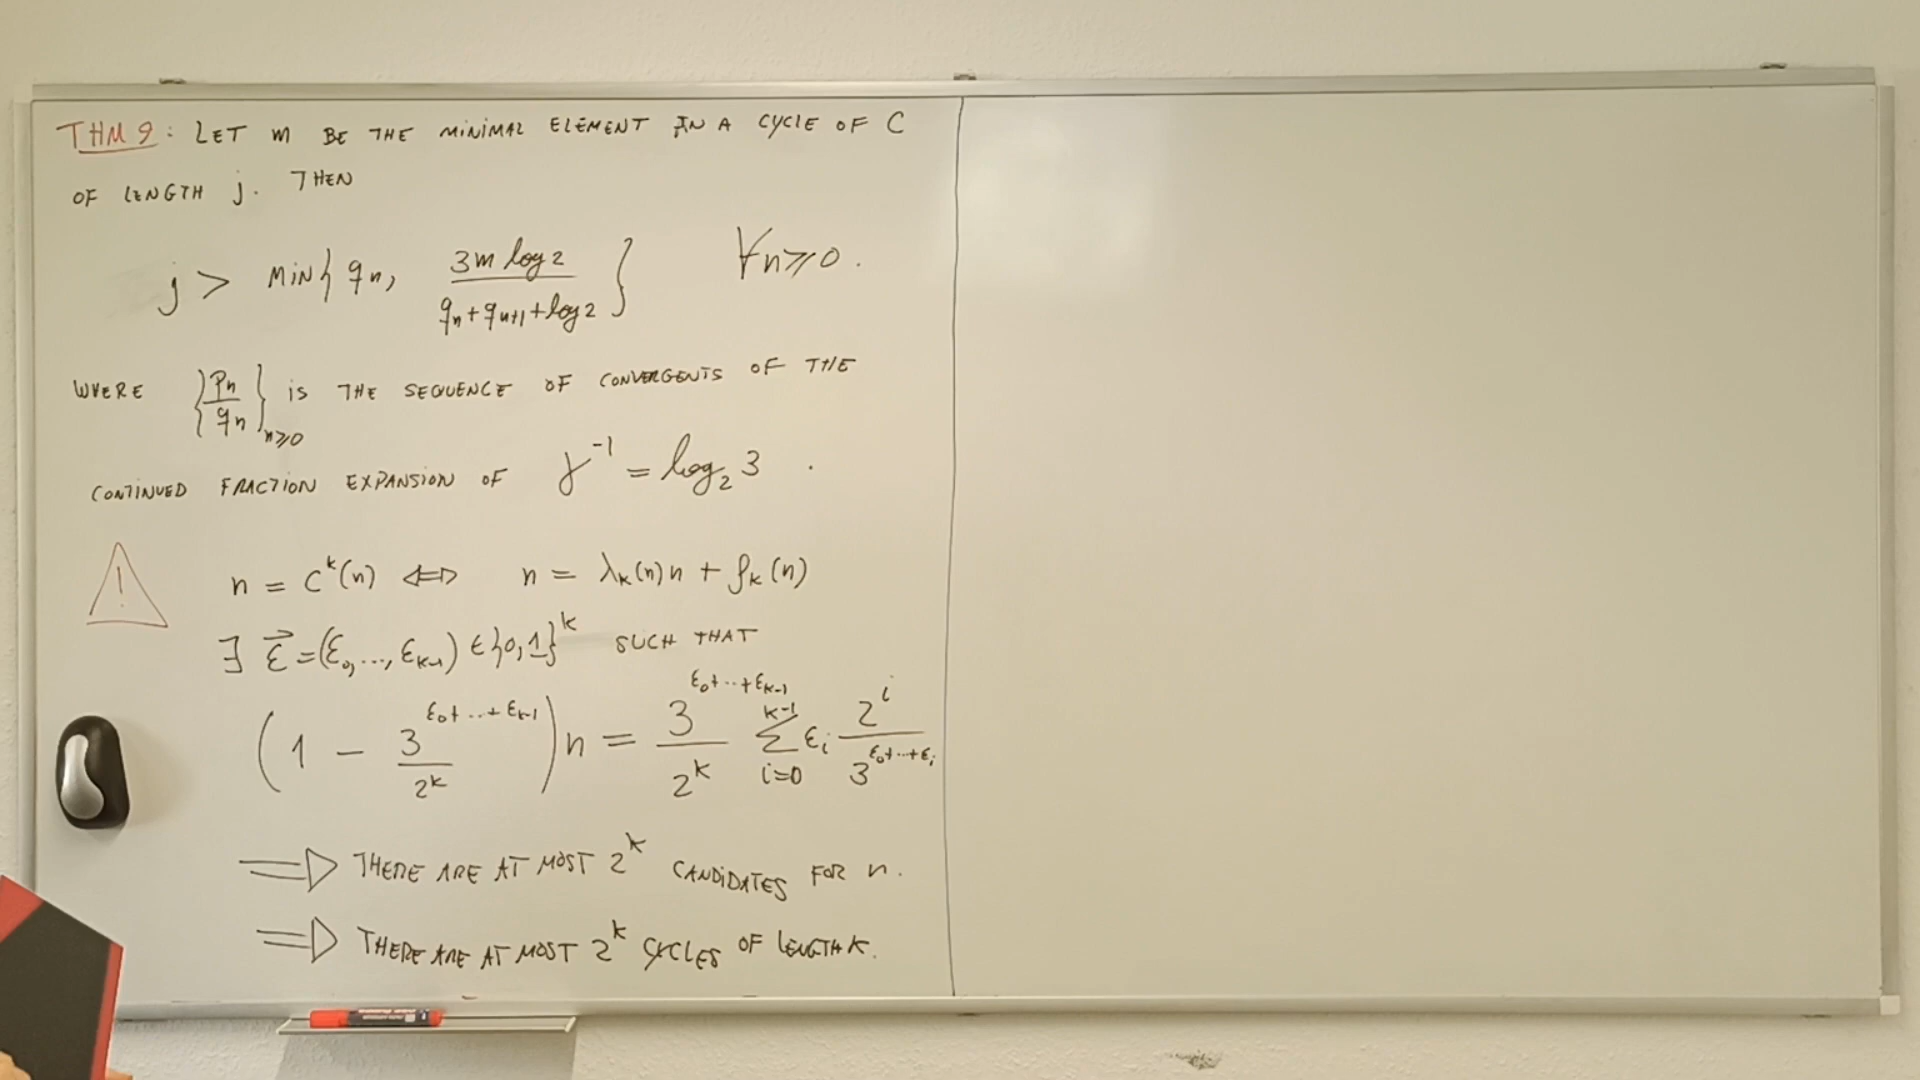 THM 9: LET m BE THE MINIMAL ELEMENT IN A CYCLE OF C
OF LENGTH j. THEN
j > MIN{ q_n, (3m log 2)/(q_n + q_{n+1} + log 2) } ∀n⩾0.
WHERE {p_n/q_n}_{n⩾0} IS THE SEQUENCE OF CONVERGENTS OF THE
CONTINUED FRACTION EXPANSION OF γ^{-1} = log_2 3 .
! n = C^k(n) ⇔ n = λ_k(n)n + ρ_k(n)
∃ ε⃗ = (ε_0, ..., ε_{k-1}) ∈ {0,1}^k SUCH THAT
(1 − 3^{ε_0+...+ε_{k-1}}/2^k) n = 3^{ε_0+...+ε_{k-1}}/2^k ∑_{i=0}^{k-1} ε_i 2^i/3^{ε_0+...+ε_i}
⟹ THERE ARE AT MOST 2^k CANDIDATES FOR n.
⟹ THERE ARE AT MOST 2^k CYCLES OF LENGTH k.